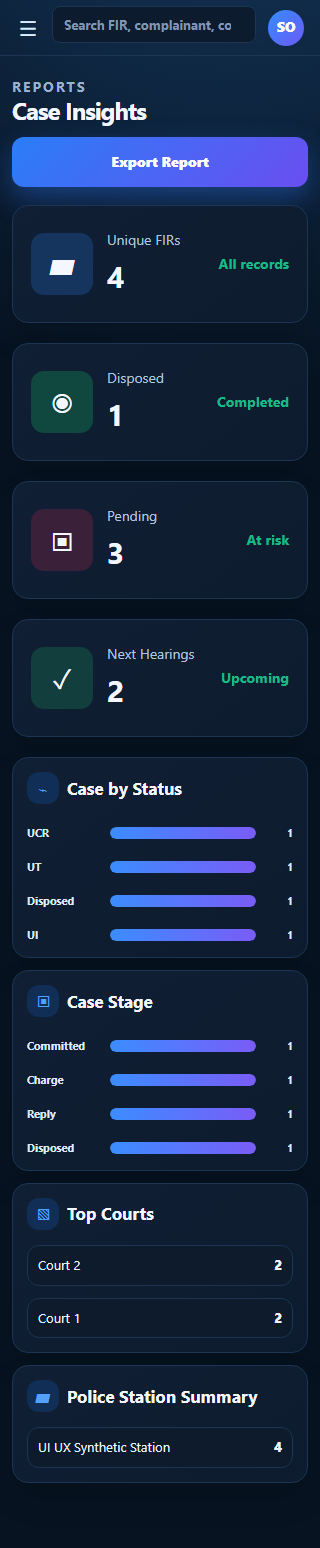 Search FIR, complainant, co
SO
REPORTS
Case Insights
Export Report
Unique FIRs
4
All records
Disposed
1
Completed
Pending
3
At risk
Next Hearings
2
Upcoming
Case by Status
UCR 1
UT 1
Disposed 1
UI 1
Case Stage
Committed 1
Charge 1
Reply 1
Disposed 1
Top Courts
Court 2 2
Court 1 2
Police Station Summary
UI UX Synthetic Station 4